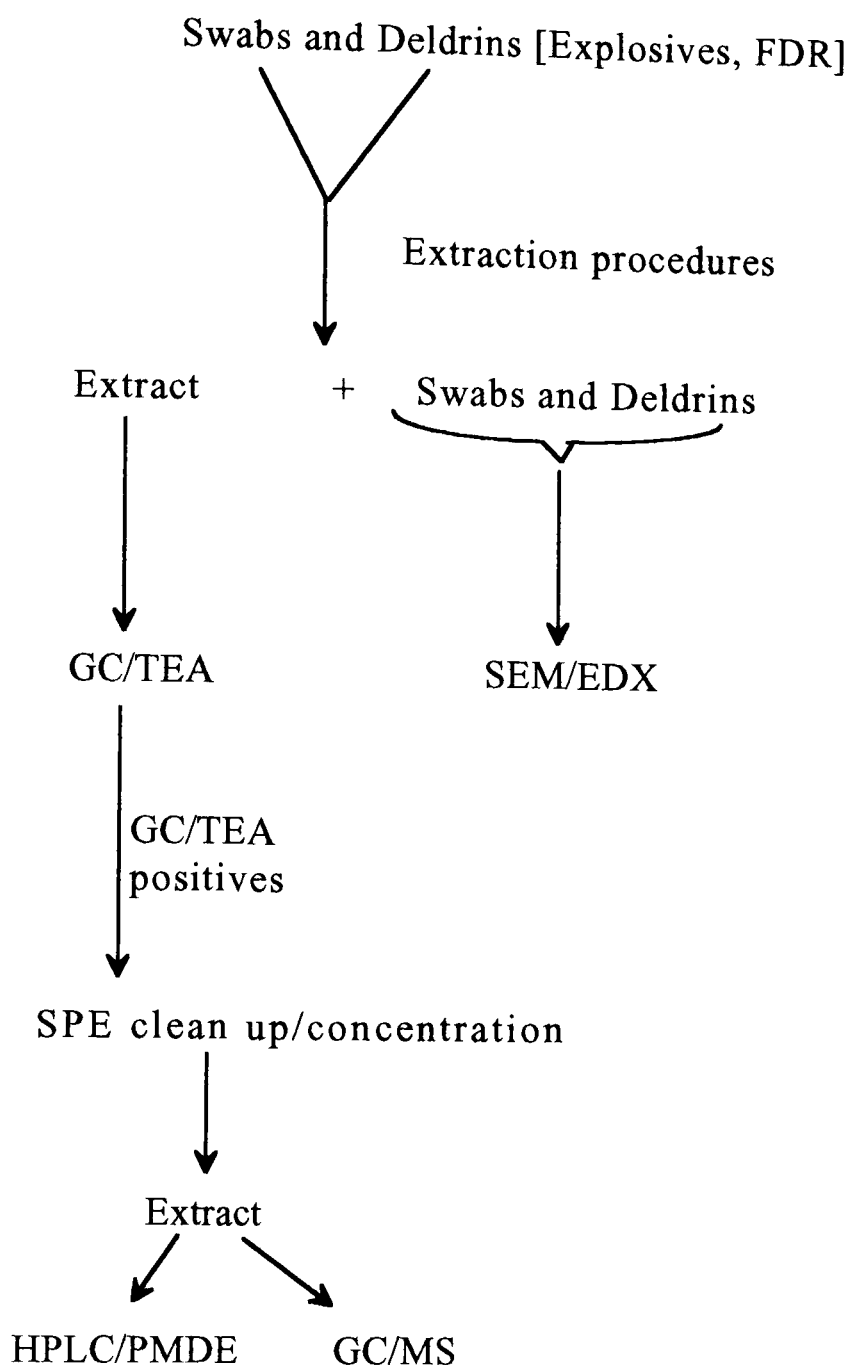 Swabs and Deldrins [Explosives, FDR]
Extraction procedures
Extract + Swabs and Deldrins
GC/TEA
SEM/EDX
GC/TEA
positives
SPE clean up/concentration
Extract
HPLC/PMDE
GC/MS